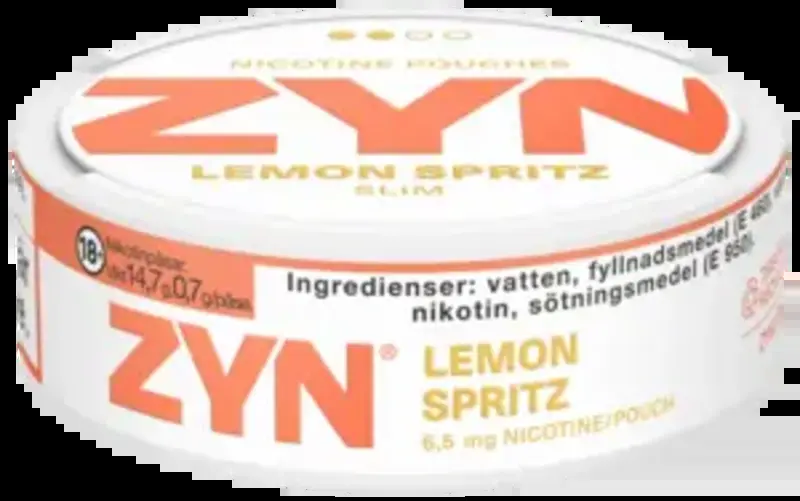 NICOTINE POUCHES
ZYN
LEMON SPRITZ
SLIM
18+
Nikotinpåsar.
14,7 g 0,7 g/påse
Ingredienser: vatten, fyllnadsmedel (E 460),
nikotin, sötningsmedel (E 950).
ZYN®
LEMON
SPRITZ
6,5 mg NICOTINE/POUCH